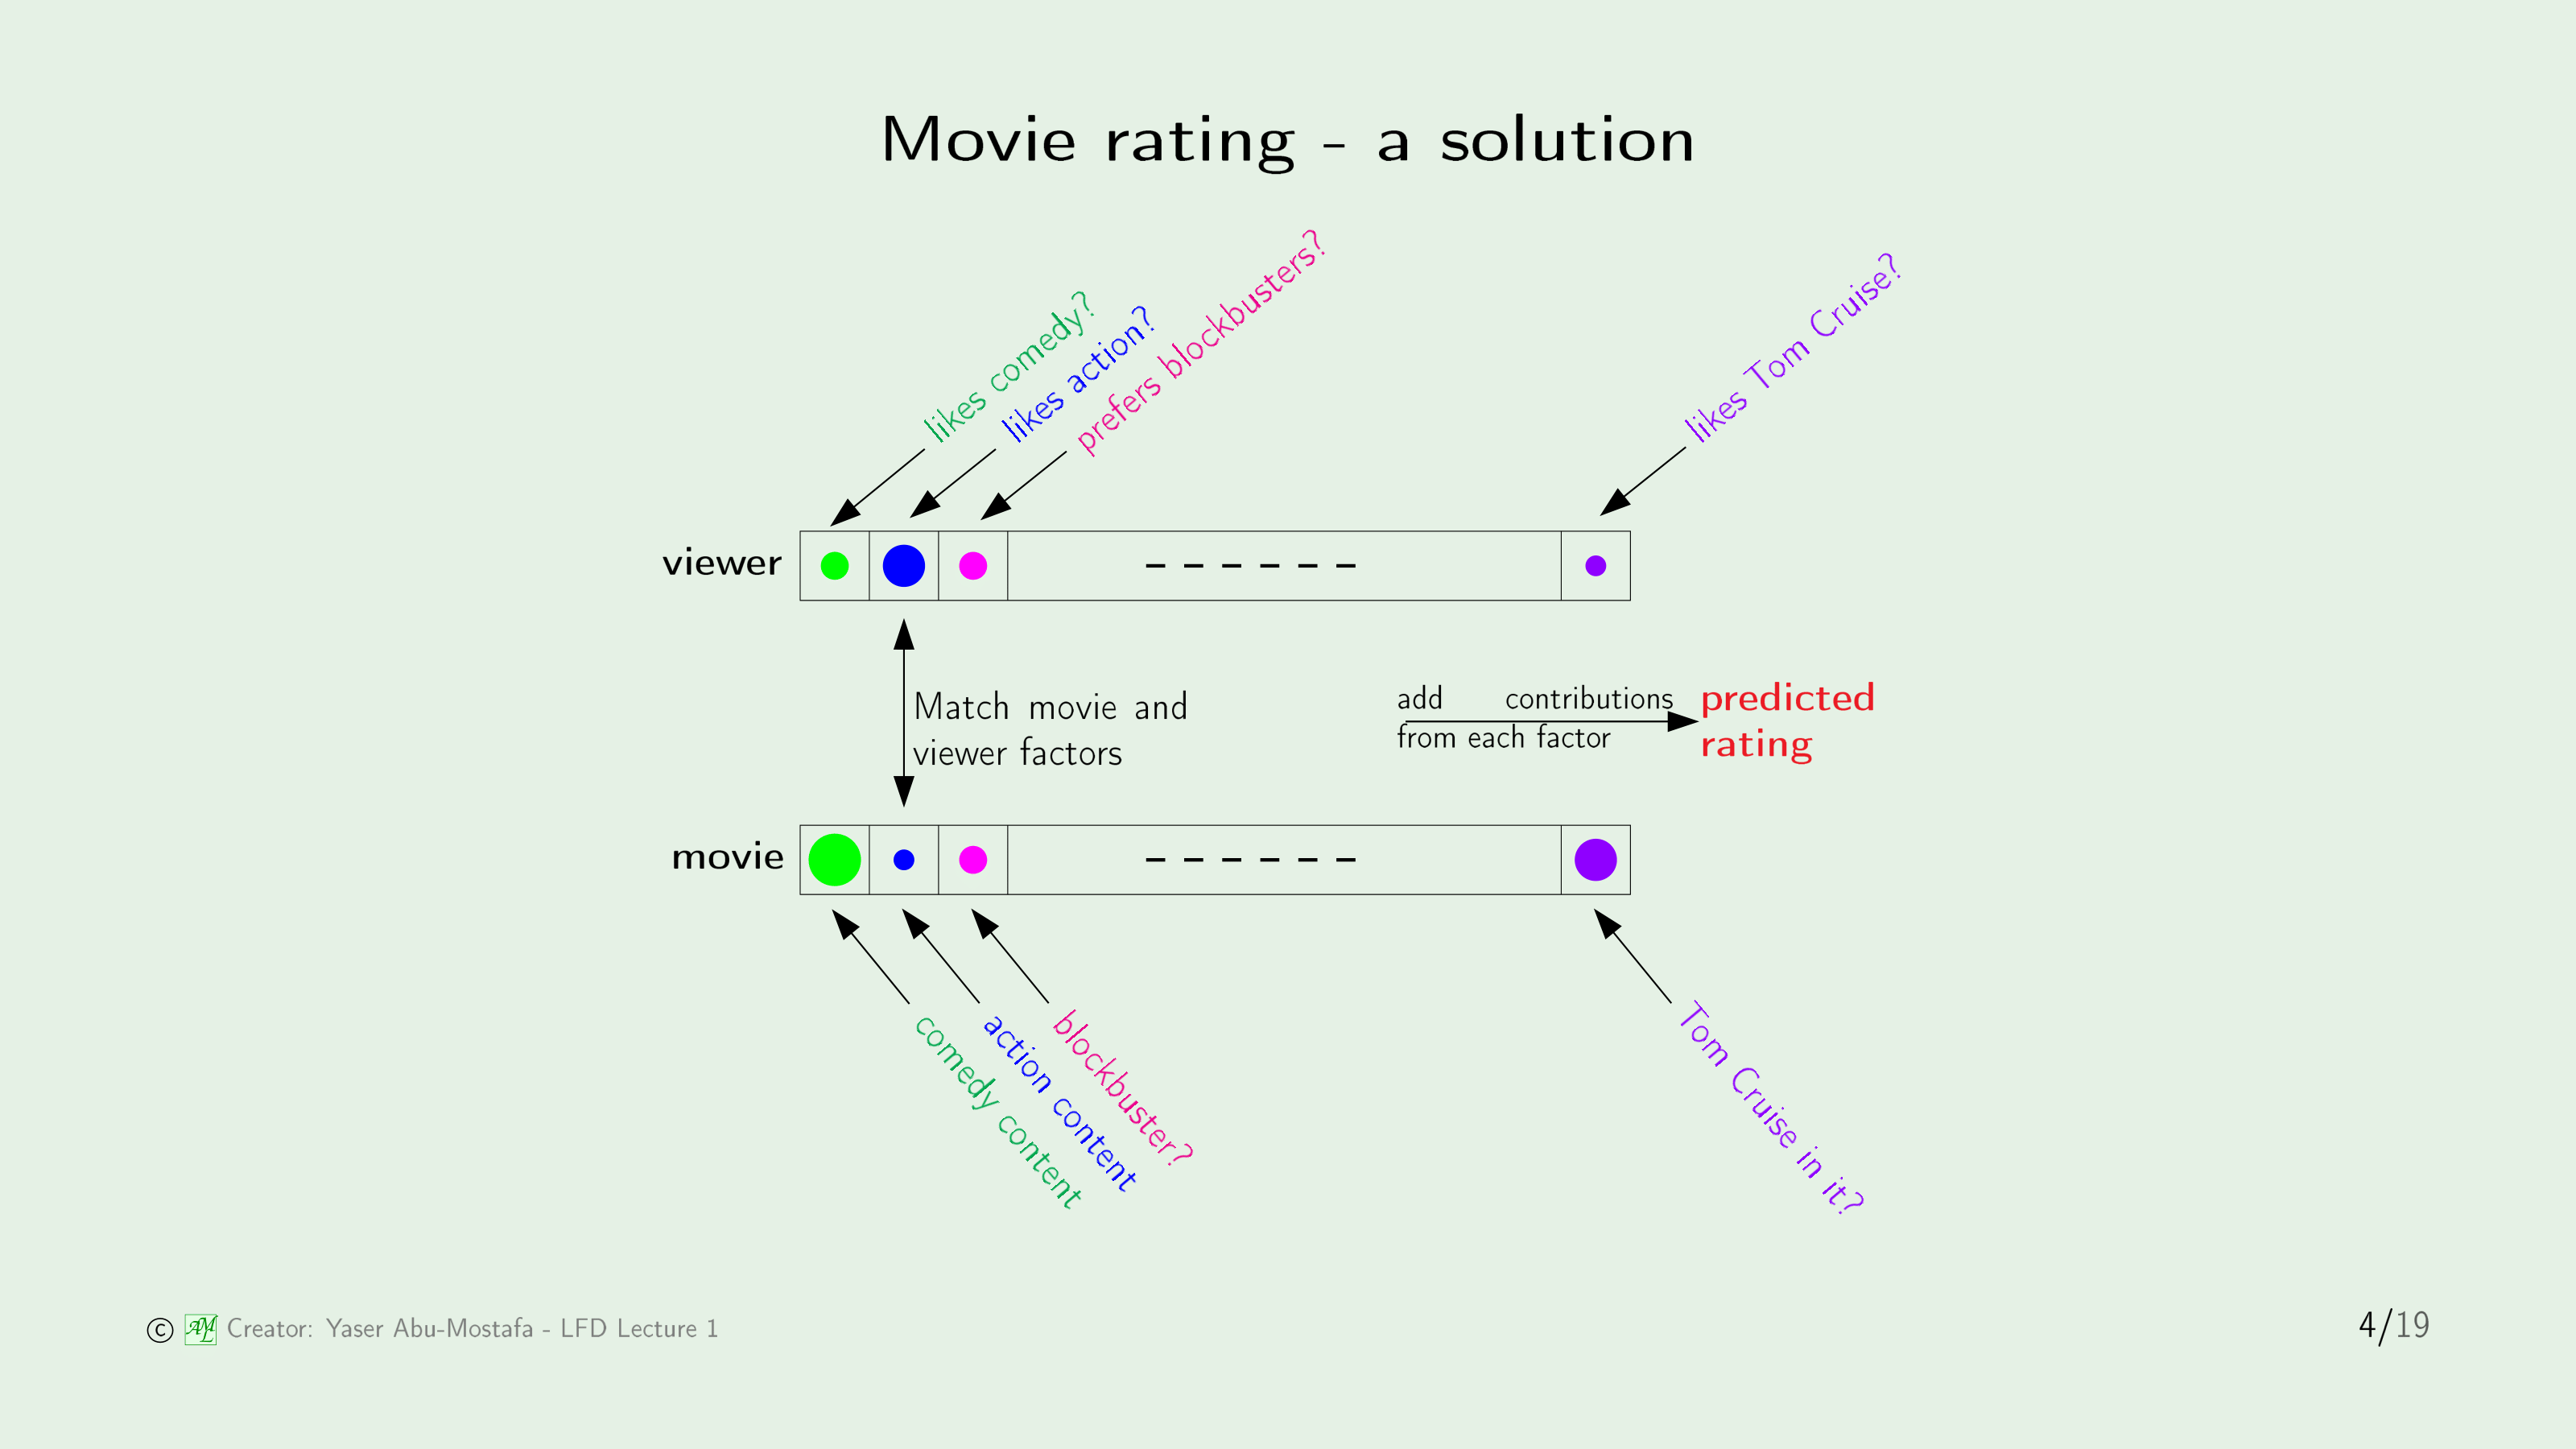 Movie rating - a solution
likes comedy?
likes action?
prefers blockbusters?
likes Tom Cruise?
viewer
Match movie and
viewer factors
add contributions
from each factor
predicted
rating
movie
comedy content
action content
blockbuster?
Tom Cruise in it?
© AML Creator: Yaser Abu-Mostafa - LFD Lecture 1
4/19